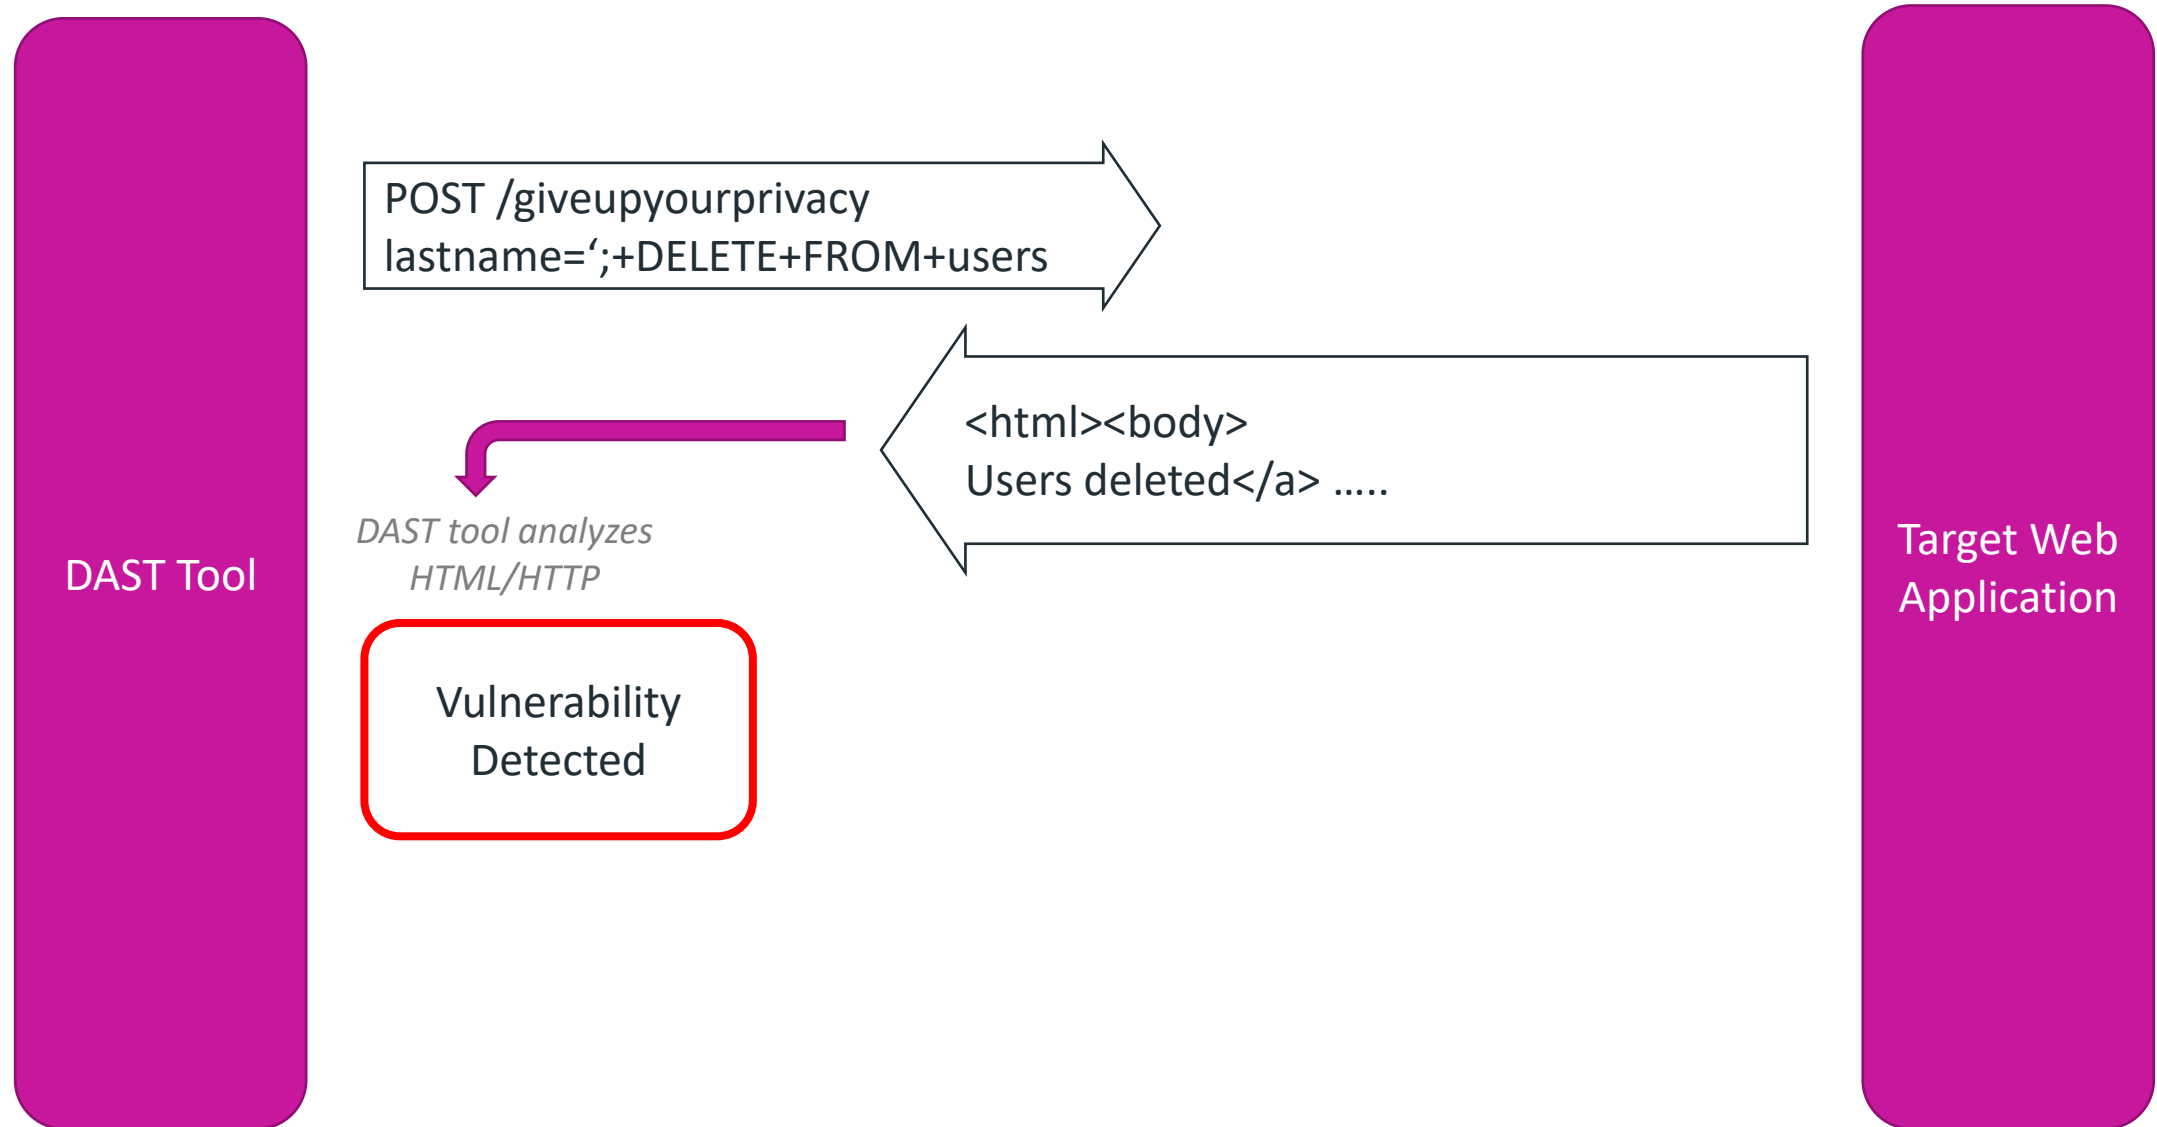 POST /giveupyourprivacy
lastname=‘;+DELETE+FROM+users
<html><body>
Users deleted</a> .....
DAST tool analyzes
HTML/HTTP
DAST Tool
Target Web
Application
Vulnerability
Detected